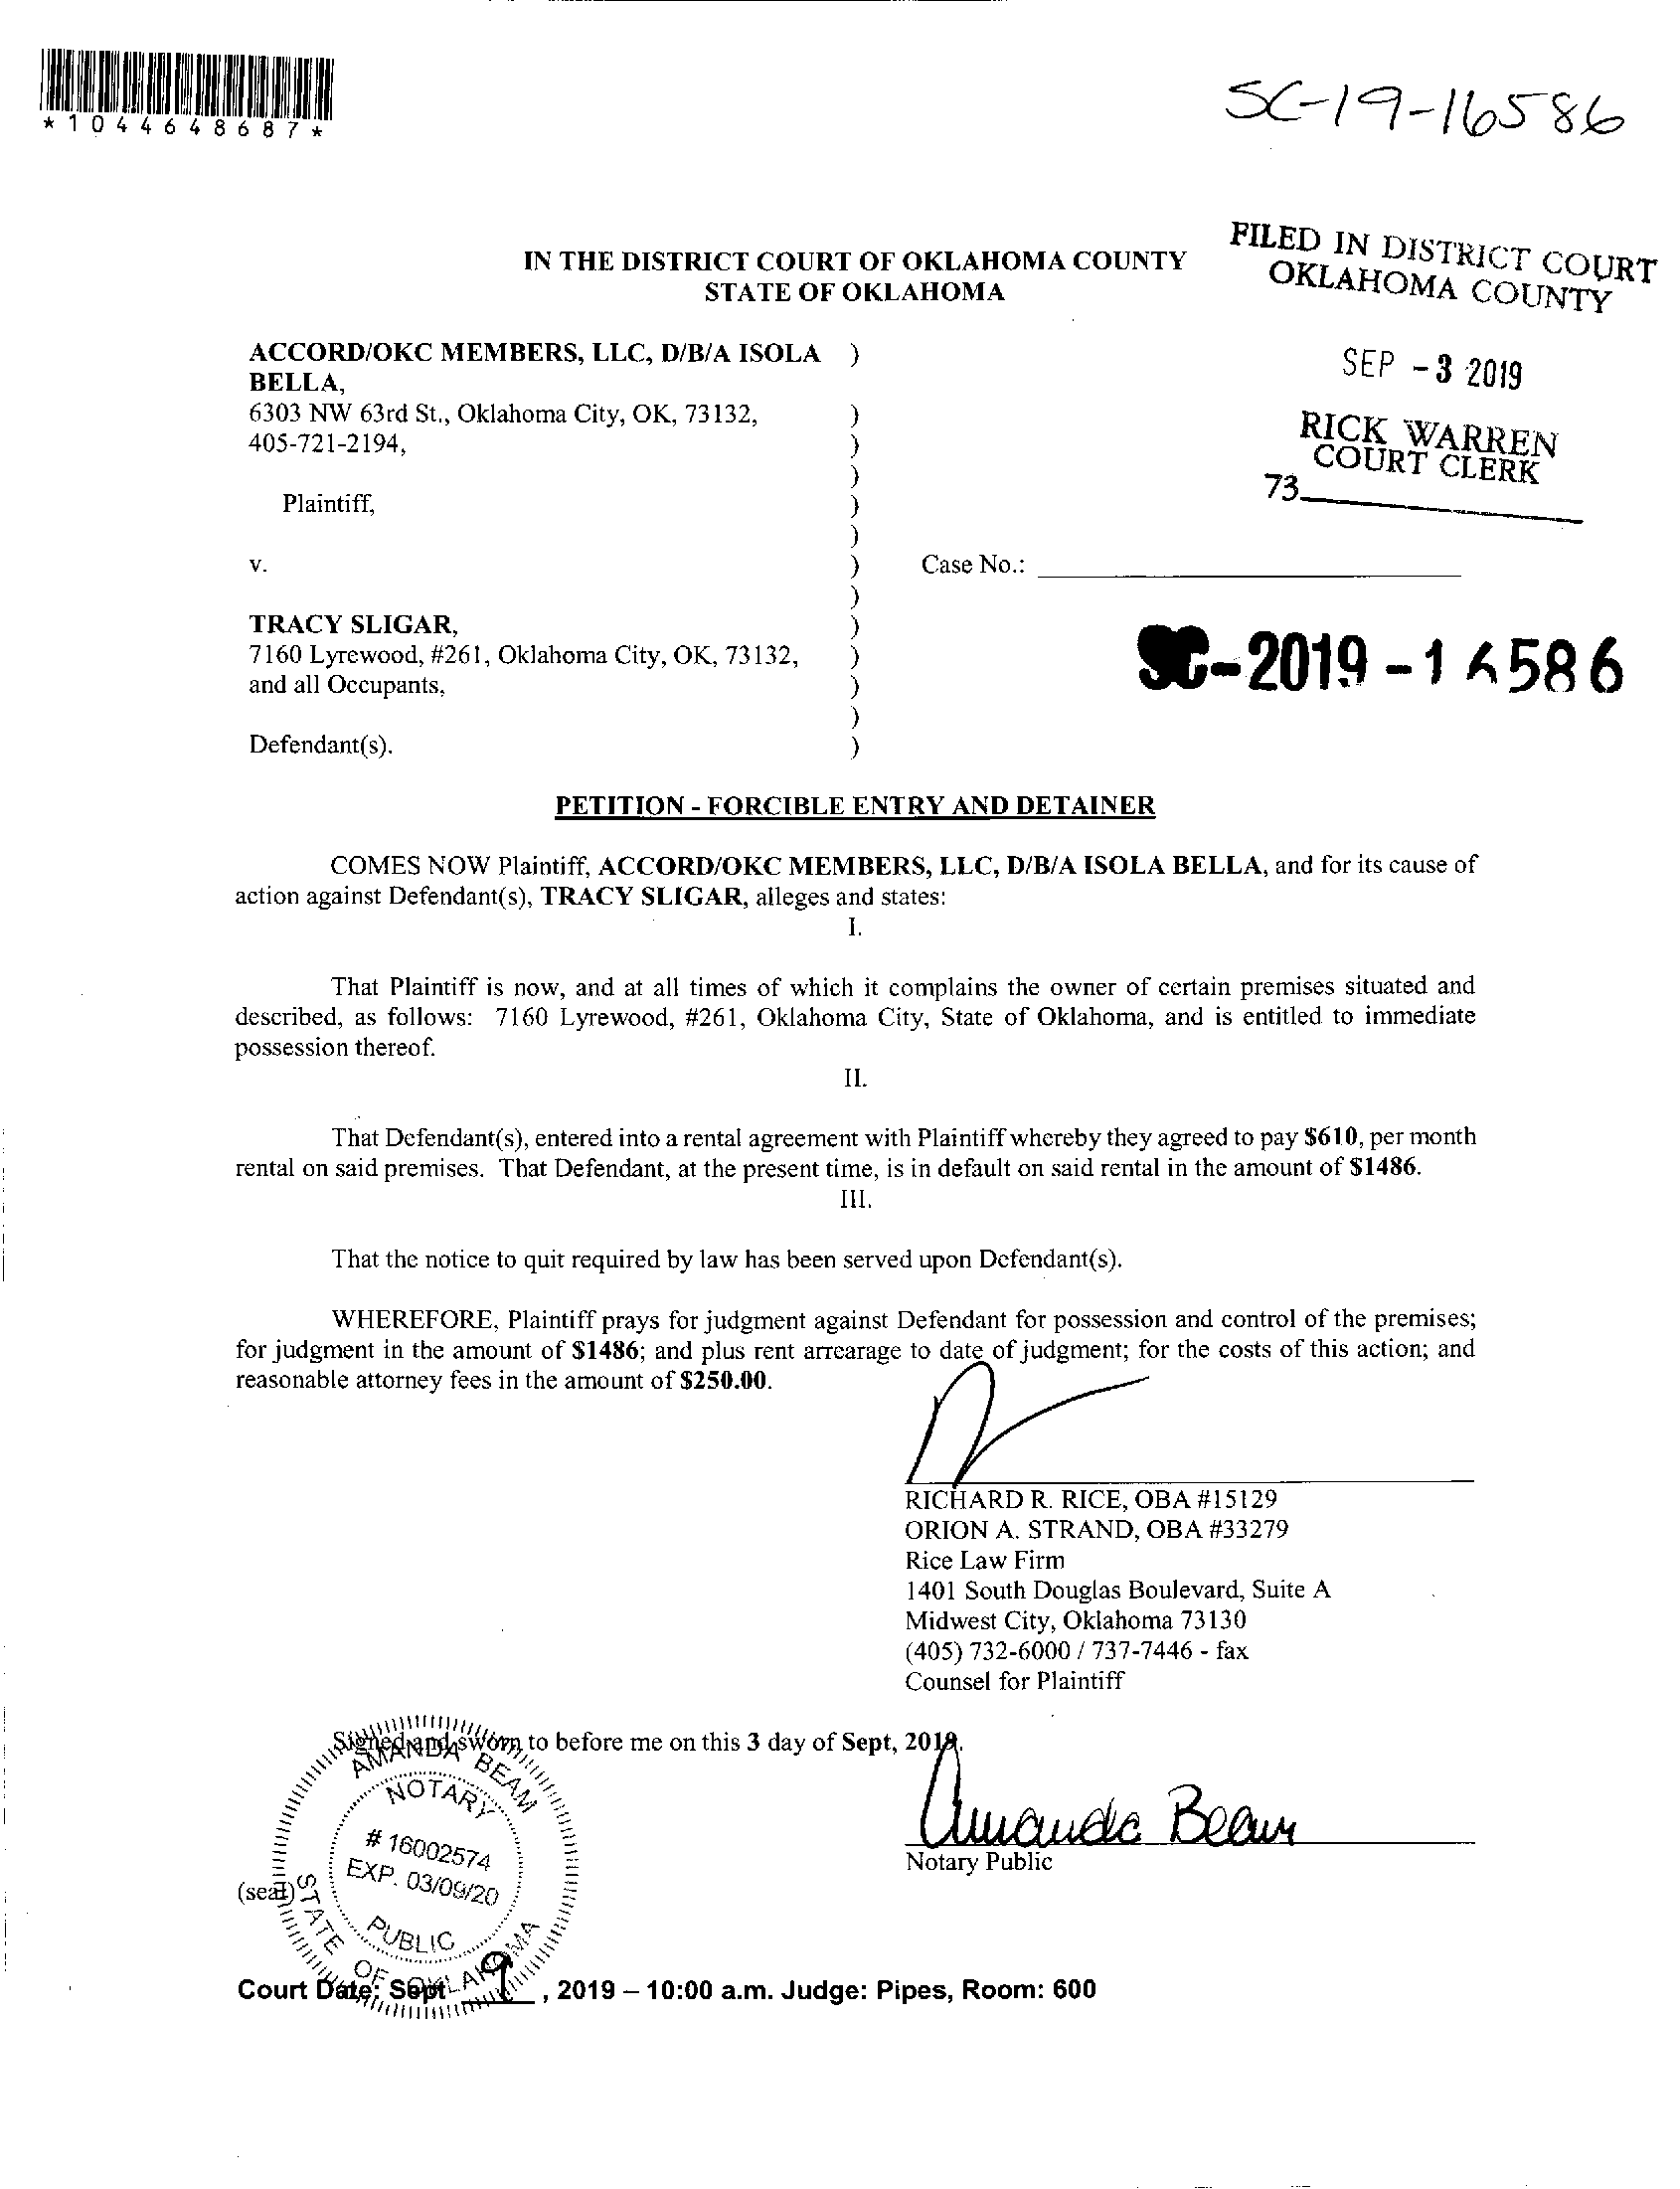 *1044648687*
SC-19-16586
FILED IN DISTRICT COURT
OKLAHOMA COUNTY
SEP -3 2019
RICK WARREN
COURT CLERK
73
IN THE DISTRICT COURT OF OKLAHOMA COUNTY
STATE OF OKLAHOMA
ACCORD/OKC MEMBERS, LLC, D/B/A ISOLA )
BELLA,
6303 NW 63rd St., Oklahoma City, OK, 73132, )
405-721-2194, )
)
Plaintiff, )
)
v. ) Case No.:
)
TRACY SLIGAR, )
7160 Lyrewood, #261, Oklahoma City, OK, 73132, )
and all Occupants, )
)
Defendant(s). )
SC-2019-16586
PETITION - FORCIBLE ENTRY AND DETAINER
COMES NOW Plaintiff, ACCORD/OKC MEMBERS, LLC, D/B/A ISOLA BELLA, and for its cause of
action against Defendant(s), TRACY SLIGAR, alleges and states:
I.
That Plaintiff is now, and at all times of which it complains the owner of certain premises situated and
described, as follows: 7160 Lyrewood, #261, Oklahoma City, State of Oklahoma, and is entitled to immediate
possession thereof.
II.
That Defendant(s), entered into a rental agreement with Plaintiff whereby they agreed to pay $610, per month
rental on said premises. That Defendant, at the present time, is in default on said rental in the amount of $1486.
III.
That the notice to quit required by law has been served upon Defendant(s).
WHEREFORE, Plaintiff prays for judgment against Defendant for possession and control of the premises;
for judgment in the amount of $1486; and plus rent arrearage to date of judgment; for the costs of this action; and
reasonable attorney fees in the amount of $250.00.
RICHARD R. RICE, OBA #15129
ORION A. STRAND, OBA #33279
Rice Law Firm
1401 South Douglas Boulevard, Suite A
Midwest City, Oklahoma 73130
(405) 732-6000 / 737-7446 - fax
Counsel for Plaintiff
Signed and sworn to before me on this 3 day of Sept, 2019.
AMANDA BEAM
NOTARY
# 16002574
EXP. 03/09/20
PUBLIC
STATE OF OKLAHOMA
Amanda Beam
Notary Public
(seal)
Court Date: Sept 9, 2019 – 10:00 a.m. Judge: Pipes, Room: 600